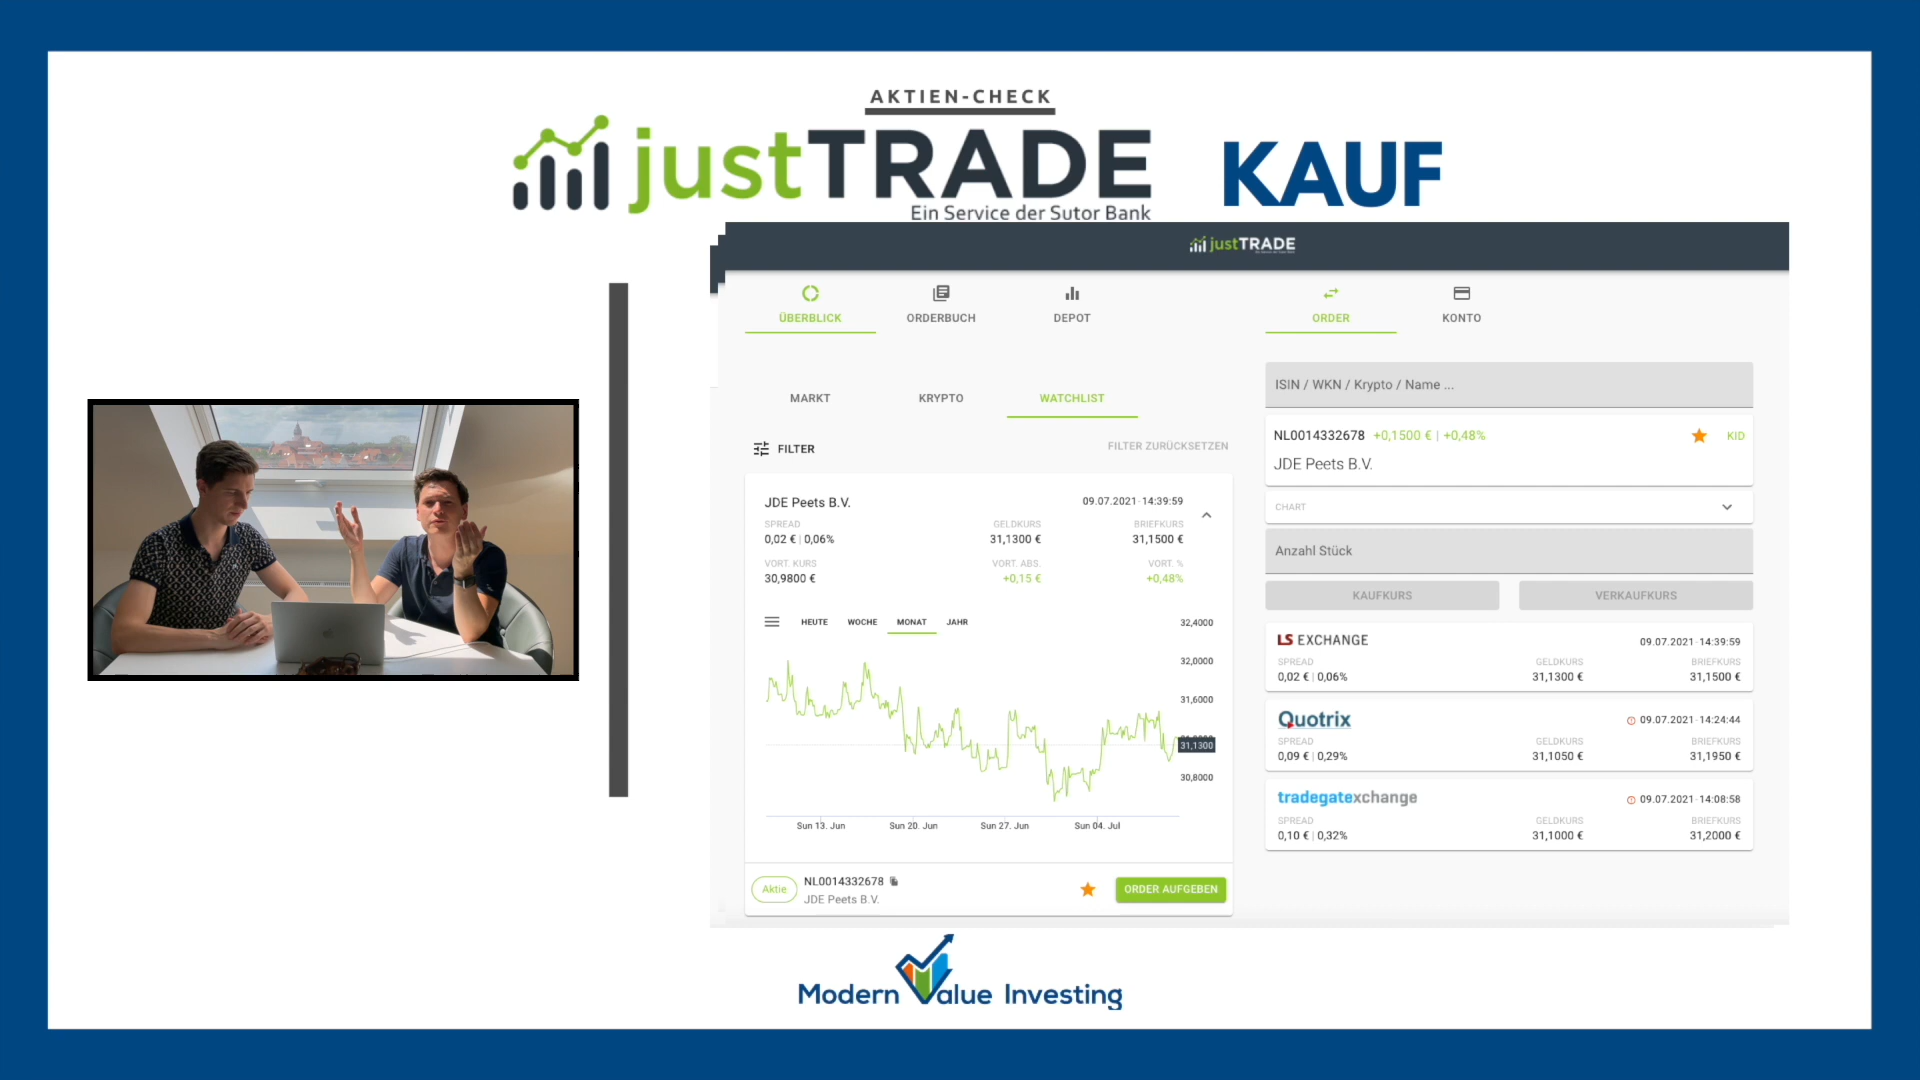 AKTIEN-CHECK
justTRADE
Ein Service der Sutor Bank
KAUF
justTRADE
ÜBERBLICK
ORDERBUCH
DEPOT
ORDER
KONTO
MARKT
KRYPTO
WATCHLIST
FILTER
FILTER ZURÜCKSETZEN
JDE Peets B.V.
09.07.2021 - 14:39:59
SPREAD GELDKURS BRIEFKURS
0,02 € | 0,06% 31,1300 € 31,1500 €
VORT. KURS VORT. ABS. VORT. %
30,9800 € +0,15 € +0,48%
HEUTE WOCHE MONAT JAHR
32,4000
32,0000
31,6000
31,1300
30,8000
Sun 13. Jun Sun 20. Jun Sun 27. Jun Sun 04. Jul
Aktie
NL0014332678
JDE Peets B.V.
ORDER AUFGEBEN
ISIN / WKN / Krypto / Name ...
NL0014332678 +0,1500 € | +0,48% KID
JDE Peets B.V.
CHART
Anzahl Stück
KAUFKURS VERKAUFKURS
LS EXCHANGE 09.07.2021 - 14:39:59
SPREAD GELDKURS BRIEFKURS
0,02 € | 0,06% 31,1300 € 31,1500 €
Quotrix 09.07.2021 - 14:24:44
SPREAD GELDKURS BRIEFKURS
0,09 € | 0,29% 31,1050 € 31,1950 €
tradegatexchange 09.07.2021 - 14:08:58
SPREAD GELDKURS BRIEFKURS
0,10 € | 0,32% 31,1000 € 31,2000 €
Modern Value Investing